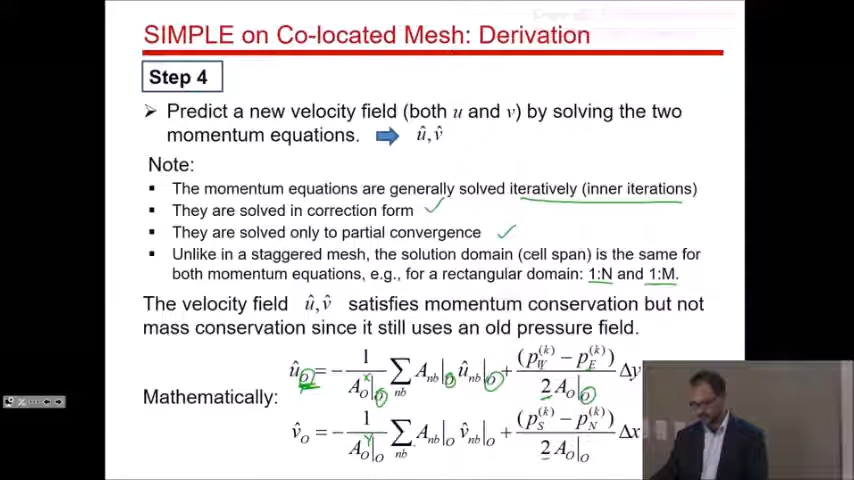 SIMPLE on Co-located Mesh: Derivation
Step 4
➢ Predict a new velocity field (both u and v) by solving the two
momentum equations. ➡ û, v̂
Note:
▪ The momentum equations are generally solved iteratively (inner iterations)
▪ They are solved in correction form ✓
▪ They are solved only to partial convergence ✓
▪ Unlike in a staggered mesh, the solution domain (cell span) is the same for
both momentum equations, e.g., for a rectangular domain: 1:N and 1:M.
The velocity field û, v̂ satisfies momentum conservation but not
mass conservation since it still uses an old pressure field.
Mathematically:
û_O = −(1 / A_O^x|_O) ∑_nb A_nb|_O û_nb|_O + ((p_W^(k) − p_E^(k)) / (2 A_O|_O)) Δy
v̂_O = −(1 / A_O^y|_O) ∑_nb A_nb|_O v̂_nb|_O + ((p_S^(k) − p_N^(k)) / (2 A_O|_O)) Δx